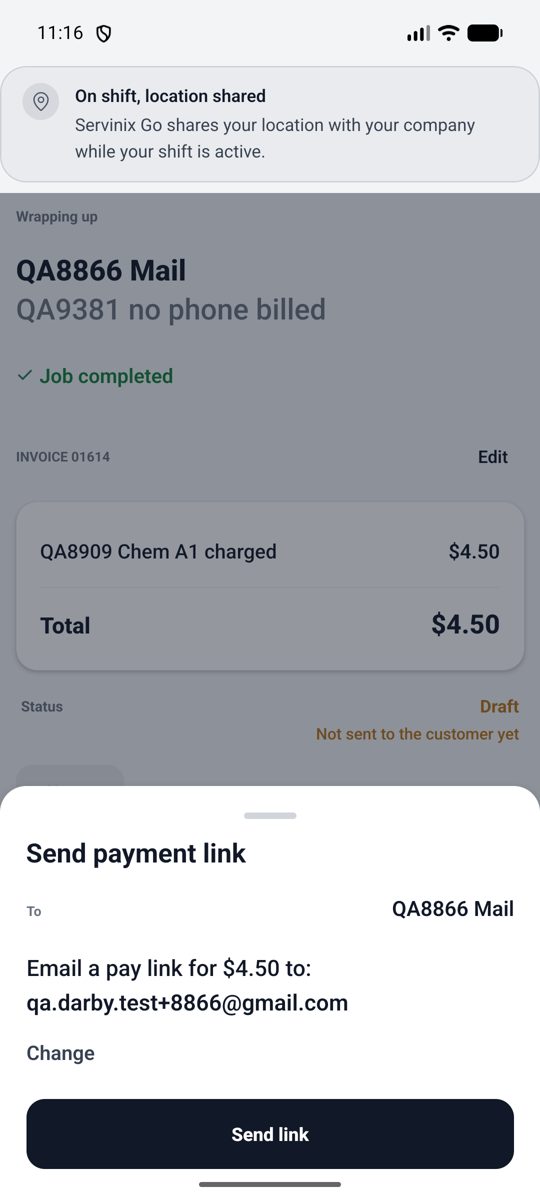 11:16
On shift, location shared
Servinix Go shares your location with your company
while your shift is active.
Wrapping up
QA8866 Mail
QA9381 no phone billed
Job completed
INVOICE 01614
Edit
QA8909 Chem A1 charged
$4.50
Total
$4.50
Status
Draft
Not sent to the customer yet
Send payment link
To
QA8866 Mail
Email a pay link for $4.50 to:
qa.darby.test+8866@gmail.com
Change
Send link